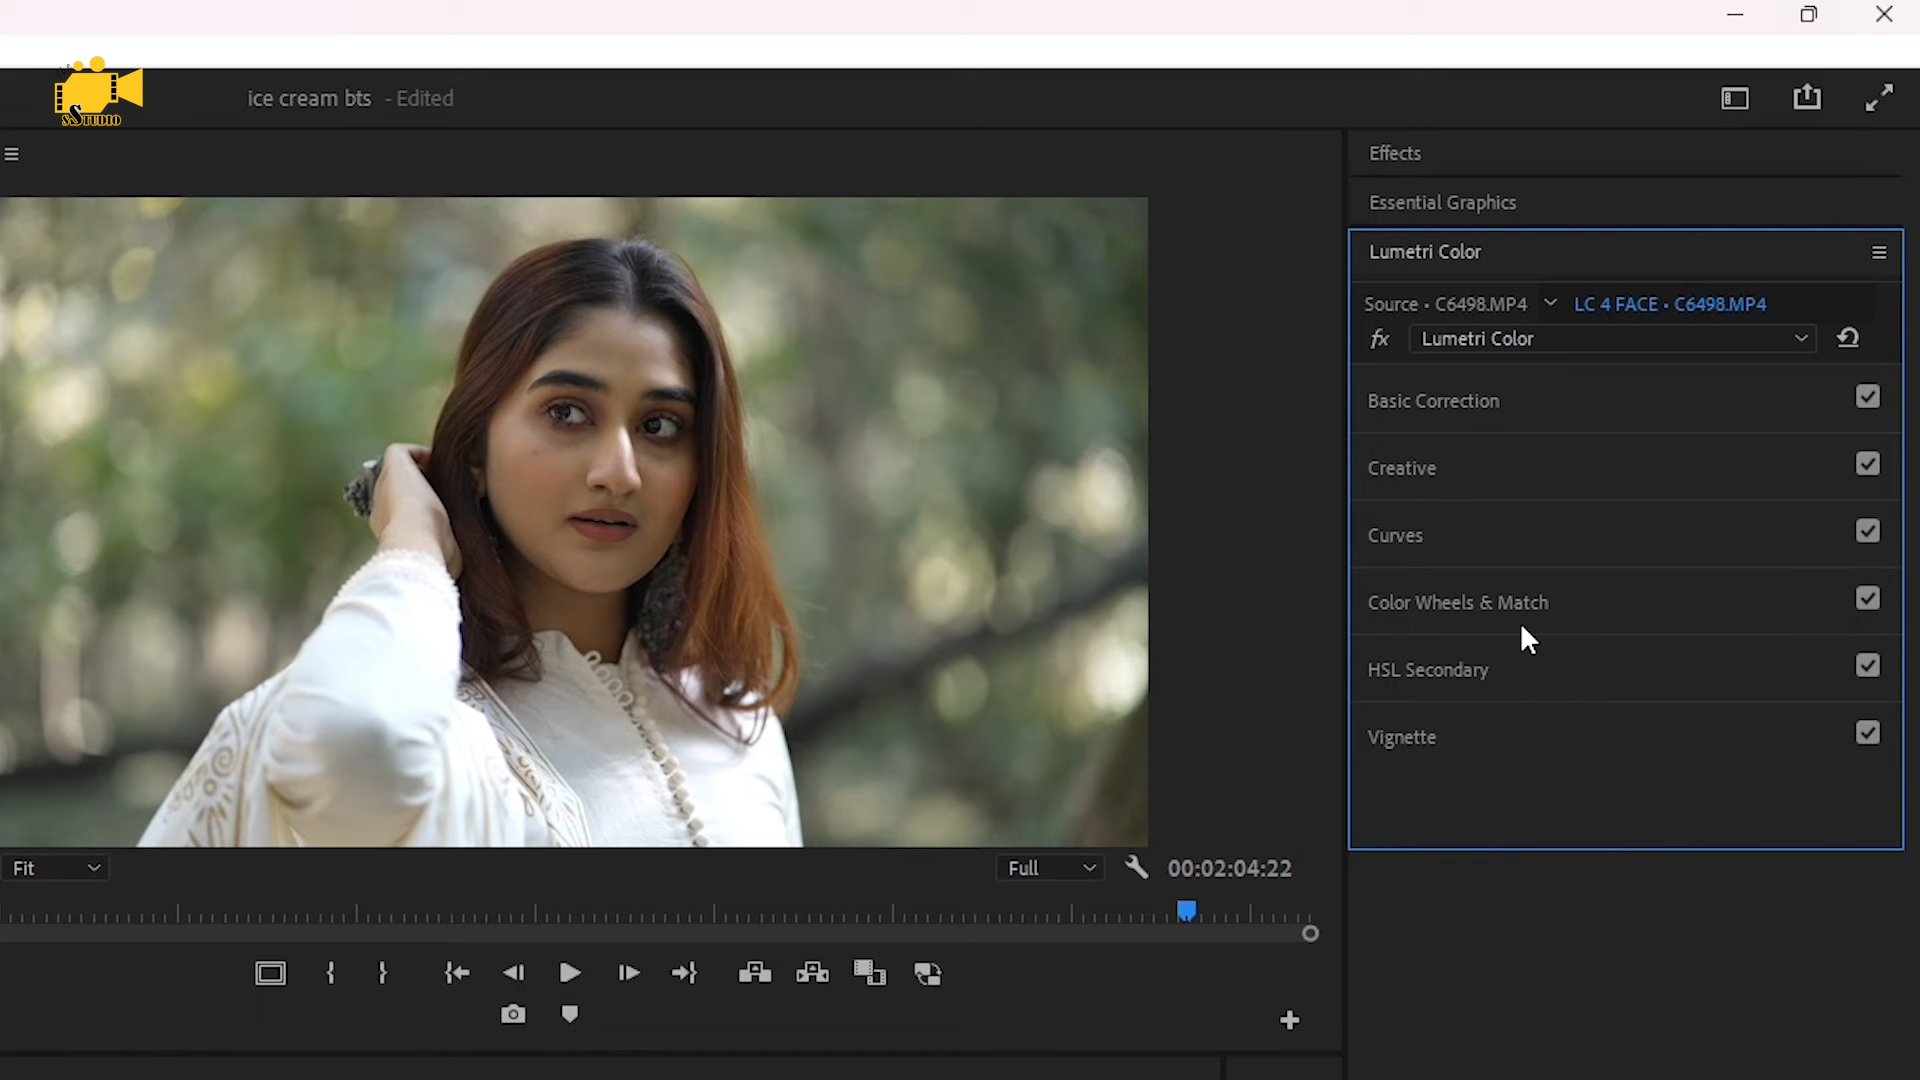 SSTUDIO
ice cream bts - Edited
Effects
Essential Graphics
Lumetri Color
Source • C6498.MP4
LC 4 FACE • C6498.MP4
fx
Lumetri Color
Basic Correction
Creative
Curves
Color Wheels & Match
HSL Secondary
Vignette
Fit
Full
00:02:04:22